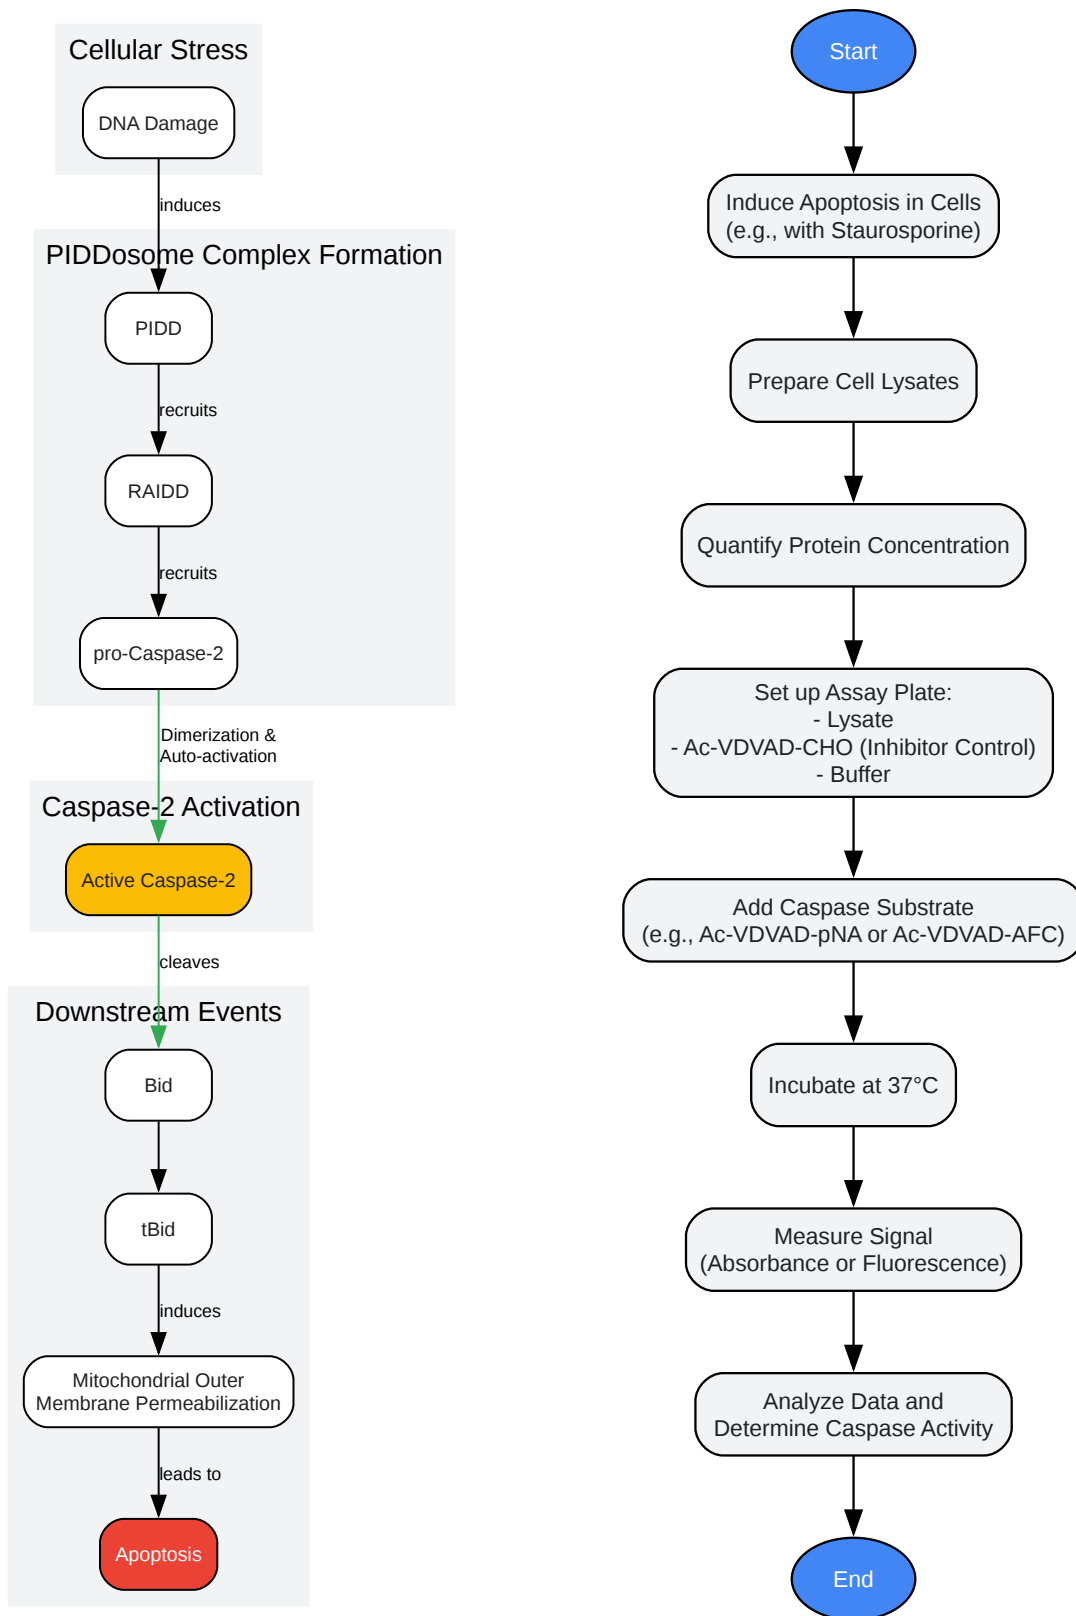 Cellular Stress
DNA Damage
induces
PIDDosome Complex Formation
PIDD
recruits
RAIDD
recruits
pro-Caspase-2
Dimerization &
Auto-activation
Caspase-2 Activation
Active Caspase-2
cleaves
Downstream Events
Bid
tBid
induces
Mitochondrial Outer
Membrane Permeabilization
leads to
Apoptosis
Start
Induce Apoptosis in Cells
(e.g., with Staurosporine)
Prepare Cell Lysates
Quantify Protein Concentration
Set up Assay Plate:
- Lysate
- Ac-VDVAD-CHO (Inhibitor Control)
- Buffer
Add Caspase Substrate
(e.g., Ac-VDVAD-pNA or Ac-VDVAD-AFC)
Incubate at 37°C
Measure Signal
(Absorbance or Fluorescence)
Analyze Data and
Determine Caspase Activity
End